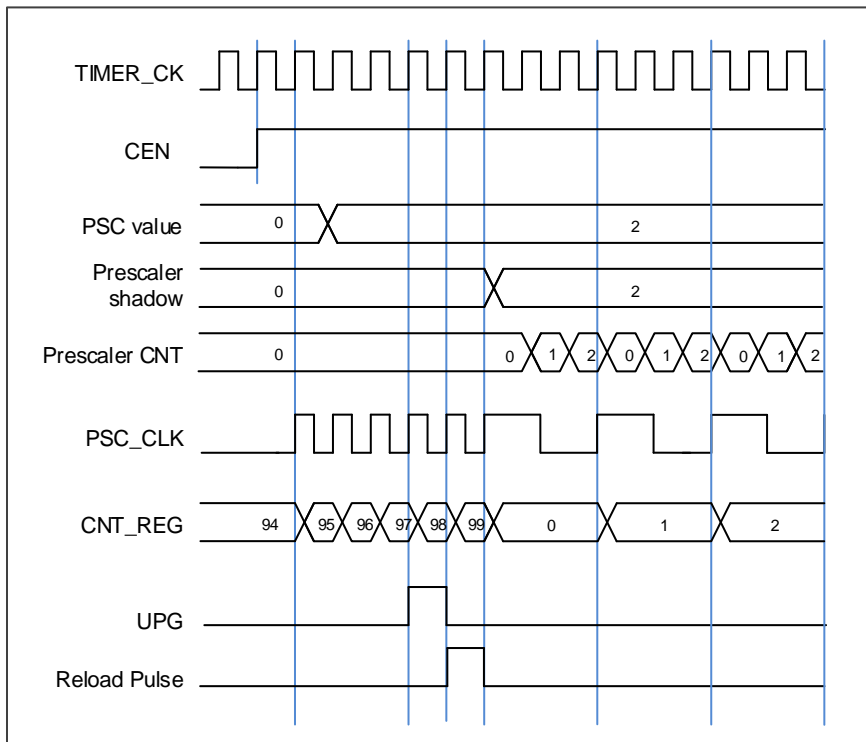 TIMER_CK
CEN
PSC value 0 2
Prescaler
shadow 0 2
Prescaler CNT 0 0 1 2 0 1 2 0 1 2
PSC_CLK
CNT_REG 94 95 96 97 98 99 0 1 2
UPG
Reload Pulse